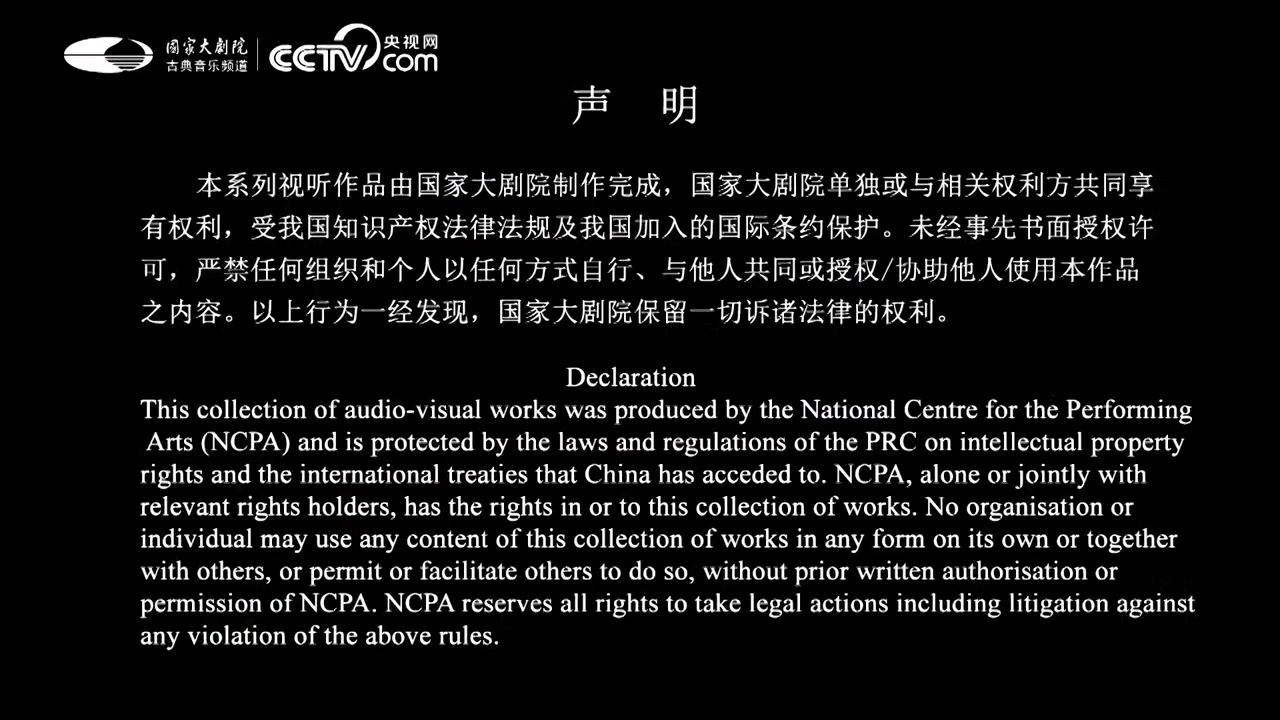 国家大剧院
古典音乐频道
CCTV 央视网
com
声 明
本系列视听作品由国家大剧院制作完成，国家大剧院单独或与相关权利方共同享
有权利，受我国知识产权法律法规及我国加入的国际条约保护。未经事先书面授权许
可，严禁任何组织和个人以任何方式自行、与他人共同或授权/协助他人使用本作品
之内容。以上行为一经发现，国家大剧院保留一切诉诸法律的权利。
Declaration
This collection of audio-visual works was produced by the National Centre for the Performing
Arts (NCPA) and is protected by the laws and regulations of the PRC on intellectual property
rights and the international treaties that China has acceded to. NCPA, alone or jointly with
relevant rights holders, has the rights in or to this collection of works. No organisation or
individual may use any content of this collection of works in any form on its own or together
with others, or permit or facilitate others to do so, without prior written authorisation or
permission of NCPA. NCPA reserves all rights to take legal actions including litigation against
any violation of the above rules.